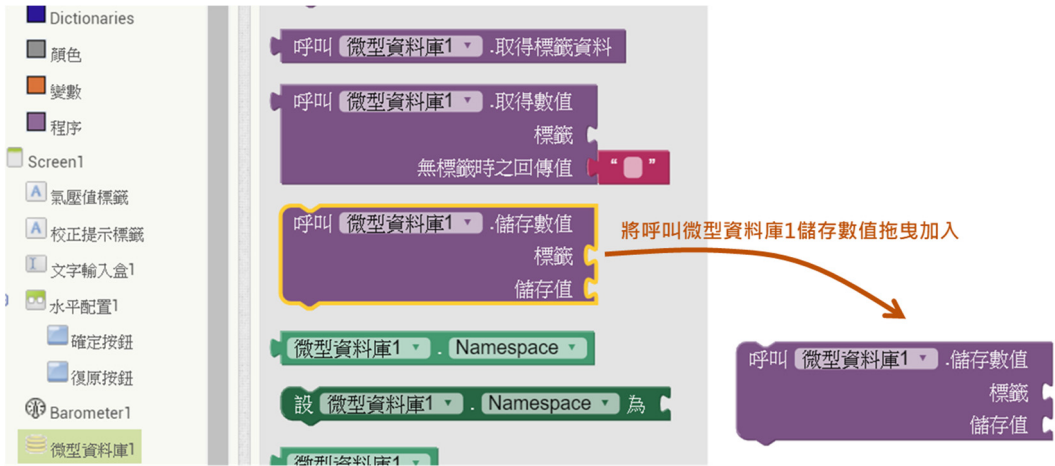 Dictionaries
顏色
變數
程序
Screen1
氣壓值標籤
校正提示標籤
文字輸入盒1
水平配置1
確定按鈕
復原按鈕
Barometer1
微型資料庫1
呼叫 微型資料庫1 .取得標籤資料
呼叫 微型資料庫1 .取得數值
標籤
無標籤時之回傳值 " "
呼叫 微型資料庫1 .儲存數值
標籤
儲存值
微型資料庫1 . Namespace
設 微型資料庫1 . Namespace 為
微型資料庫1
將呼叫微型資料庫1儲存數值拖曳加入
呼叫 微型資料庫1 .儲存數值
標籤
儲存值